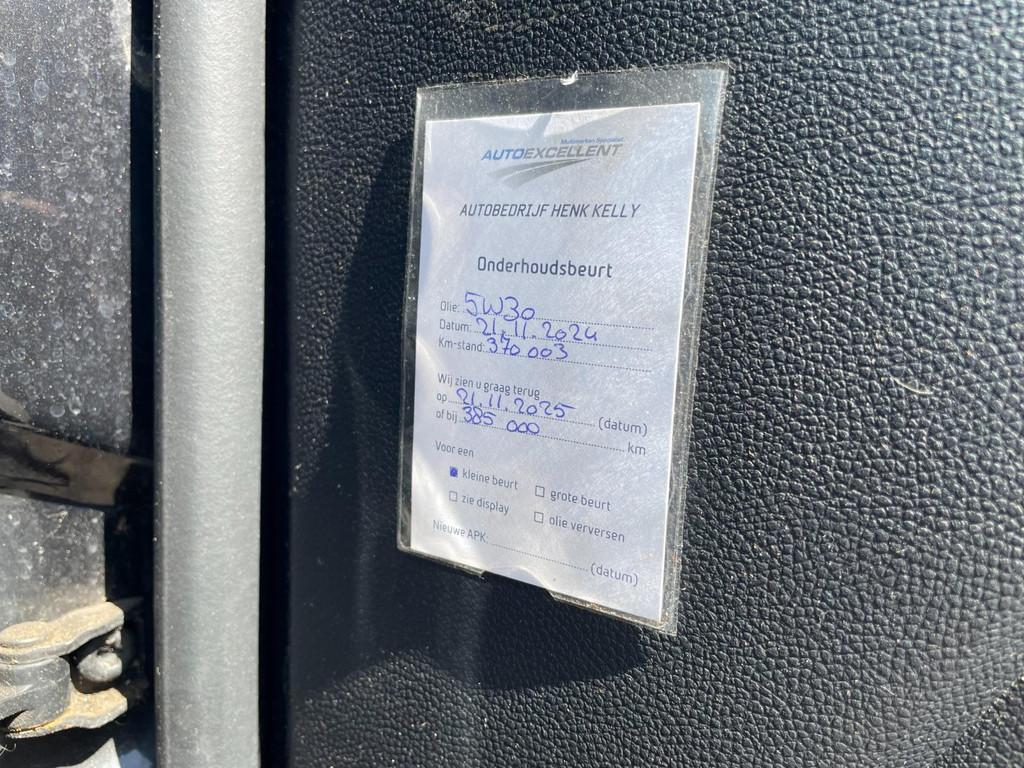 Multimerken Specialist
AUTOEXCELLENT
AUTOBEDRIJF HENK KELLY
Onderhoudsbeurt
Olie: 5W30
Datum: 21.11.2024
Km-stand: 370 003
Wij zien u graag terug
op 21.11.2025 (datum)
of bij 385 000 km
Voor een
kleine beurt grote beurt
zie display olie verversen
Nieuwe APK: (datum)